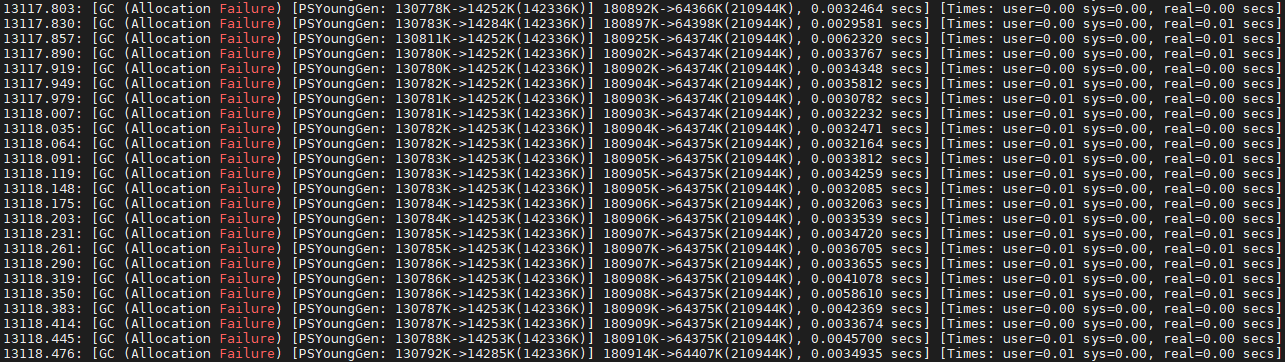 13117.803: [GC (Allocation Failure) [PSYoungGen: 130778K->14252K(142336K)] 180892K->64366K(210944K), 0.0032464 secs] [Times: user=0.00 sys=0.00, real=0.00 secs]
13117.830: [GC (Allocation Failure) [PSYoungGen: 130783K->14284K(142336K)] 180897K->64398K(210944K), 0.0029581 secs] [Times: user=0.00 sys=0.00, real=0.01 secs]
13117.857: [GC (Allocation Failure) [PSYoungGen: 130811K->14252K(142336K)] 180925K->64374K(210944K), 0.0062320 secs] [Times: user=0.00 sys=0.00, real=0.01 secs]
13117.890: [GC (Allocation Failure) [PSYoungGen: 130780K->14252K(142336K)] 180902K->64374K(210944K), 0.0033767 secs] [Times: user=0.00 sys=0.00, real=0.01 secs]
13117.919: [GC (Allocation Failure) [PSYoungGen: 130780K->14252K(142336K)] 180902K->64374K(210944K), 0.0034348 secs] [Times: user=0.00 sys=0.00, real=0.00 secs]
13117.949: [GC (Allocation Failure) [PSYoungGen: 130782K->14252K(142336K)] 180904K->64374K(210944K), 0.0035812 secs] [Times: user=0.01 sys=0.00, real=0.00 secs]
13117.979: [GC (Allocation Failure) [PSYoungGen: 130781K->14252K(142336K)] 180903K->64374K(210944K), 0.0030782 secs] [Times: user=0.01 sys=0.00, real=0.00 secs]
13118.007: [GC (Allocation Failure) [PSYoungGen: 130781K->14253K(142336K)] 180903K->64374K(210944K), 0.0032232 secs] [Times: user=0.01 sys=0.00, real=0.00 secs]
13118.035: [GC (Allocation Failure) [PSYoungGen: 130782K->14253K(142336K)] 180904K->64374K(210944K), 0.0032471 secs] [Times: user=0.01 sys=0.00, real=0.01 secs]
13118.064: [GC (Allocation Failure) [PSYoungGen: 130782K->14253K(142336K)] 180904K->64375K(210944K), 0.0032164 secs] [Times: user=0.01 sys=0.00, real=0.01 secs]
13118.091: [GC (Allocation Failure) [PSYoungGen: 130783K->14253K(142336K)] 180905K->64375K(210944K), 0.0033812 secs] [Times: user=0.01 sys=0.00, real=0.00 secs]
13118.119: [GC (Allocation Failure) [PSYoungGen: 130783K->14253K(142336K)] 180905K->64375K(210944K), 0.0034259 secs] [Times: user=0.01 sys=0.00, real=0.01 secs]
13118.148: [GC (Allocation Failure) [PSYoungGen: 130783K->14253K(142336K)] 180905K->64375K(210944K), 0.0032085 secs] [Times: user=0.01 sys=0.00, real=0.00 secs]
13118.175: [GC (Allocation Failure) [PSYoungGen: 130784K->14253K(142336K)] 180906K->64375K(210944K), 0.0032063 secs] [Times: user=0.01 sys=0.00, real=0.00 secs]
13118.203: [GC (Allocation Failure) [PSYoungGen: 130784K->14253K(142336K)] 180906K->64375K(210944K), 0.0033539 secs] [Times: user=0.01 sys=0.00, real=0.00 secs]
13118.231: [GC (Allocation Failure) [PSYoungGen: 130785K->14253K(142336K)] 180907K->64375K(210944K), 0.0034720 secs] [Times: user=0.01 sys=0.00, real=0.01 secs]
13118.261: [GC (Allocation Failure) [PSYoungGen: 130785K->14253K(142336K)] 180907K->64375K(210944K), 0.0036705 secs] [Times: user=0.01 sys=0.00, real=0.00 secs]
13118.290: [GC (Allocation Failure) [PSYoungGen: 130786K->14253K(142336K)] 180907K->64375K(210944K), 0.0033655 secs] [Times: user=0.01 sys=0.00, real=0.01 secs]
13118.319: [GC (Allocation Failure) [PSYoungGen: 130786K->14253K(142336K)] 180908K->64375K(210944K), 0.0041078 secs] [Times: user=0.01 sys=0.00, real=0.01 secs]
13118.350: [GC (Allocation Failure) [PSYoungGen: 130786K->14253K(142336K)] 180908K->64375K(210944K), 0.0058610 secs] [Times: user=0.01 sys=0.00, real=0.01 secs]
13118.383: [GC (Allocation Failure) [PSYoungGen: 130787K->14253K(142336K)] 180909K->64375K(210944K), 0.0042369 secs] [Times: user=0.00 sys=0.00, real=0.01 secs]
13118.414: [GC (Allocation Failure) [PSYoungGen: 130787K->14253K(142336K)] 180909K->64375K(210944K), 0.0033674 secs] [Times: user=0.01 sys=0.00, real=0.00 secs]
13118.445: [GC (Allocation Failure) [PSYoungGen: 130788K->14253K(142336K)] 180910K->64375K(210944K), 0.0045700 secs] [Times: user=0.01 sys=0.00, real=0.00 secs]
13118.476: [GC (Allocation Failure) [PSYoungGen: 130792K->14285K(142336K)] 180914K->64407K(210944K), 0.0034935 secs] [Times: user=0.01 sys=0.00, real=0.00 secs]